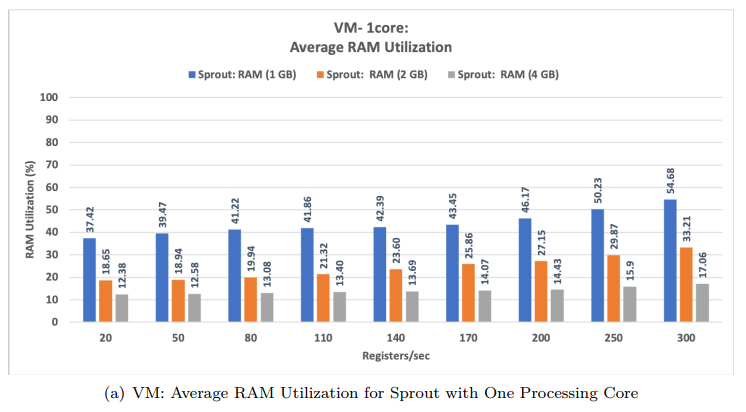 VM- 1core:
Average RAM Utilization
Sprout: RAM (1 GB) Sprout: RAM (2 GB) Sprout: RAM (4 GB)
RAM Utilization (%)
100
90
80
70
60
50
40
30
20
10
0
37.42 18.65 12.38 39.47 18.94 12.58 41.22 19.94 13.08 41.86 21.32 13.40 42.39 23.60 13.69 43.45 25.86 14.07 46.17 27.15 14.43 50.23 29.87 15.9 54.68 33.21 17.06
20 50 80 110 140 170 200 250 300
Registers/sec
(a) VM: Average RAM Utilization for Sprout with One Processing Core